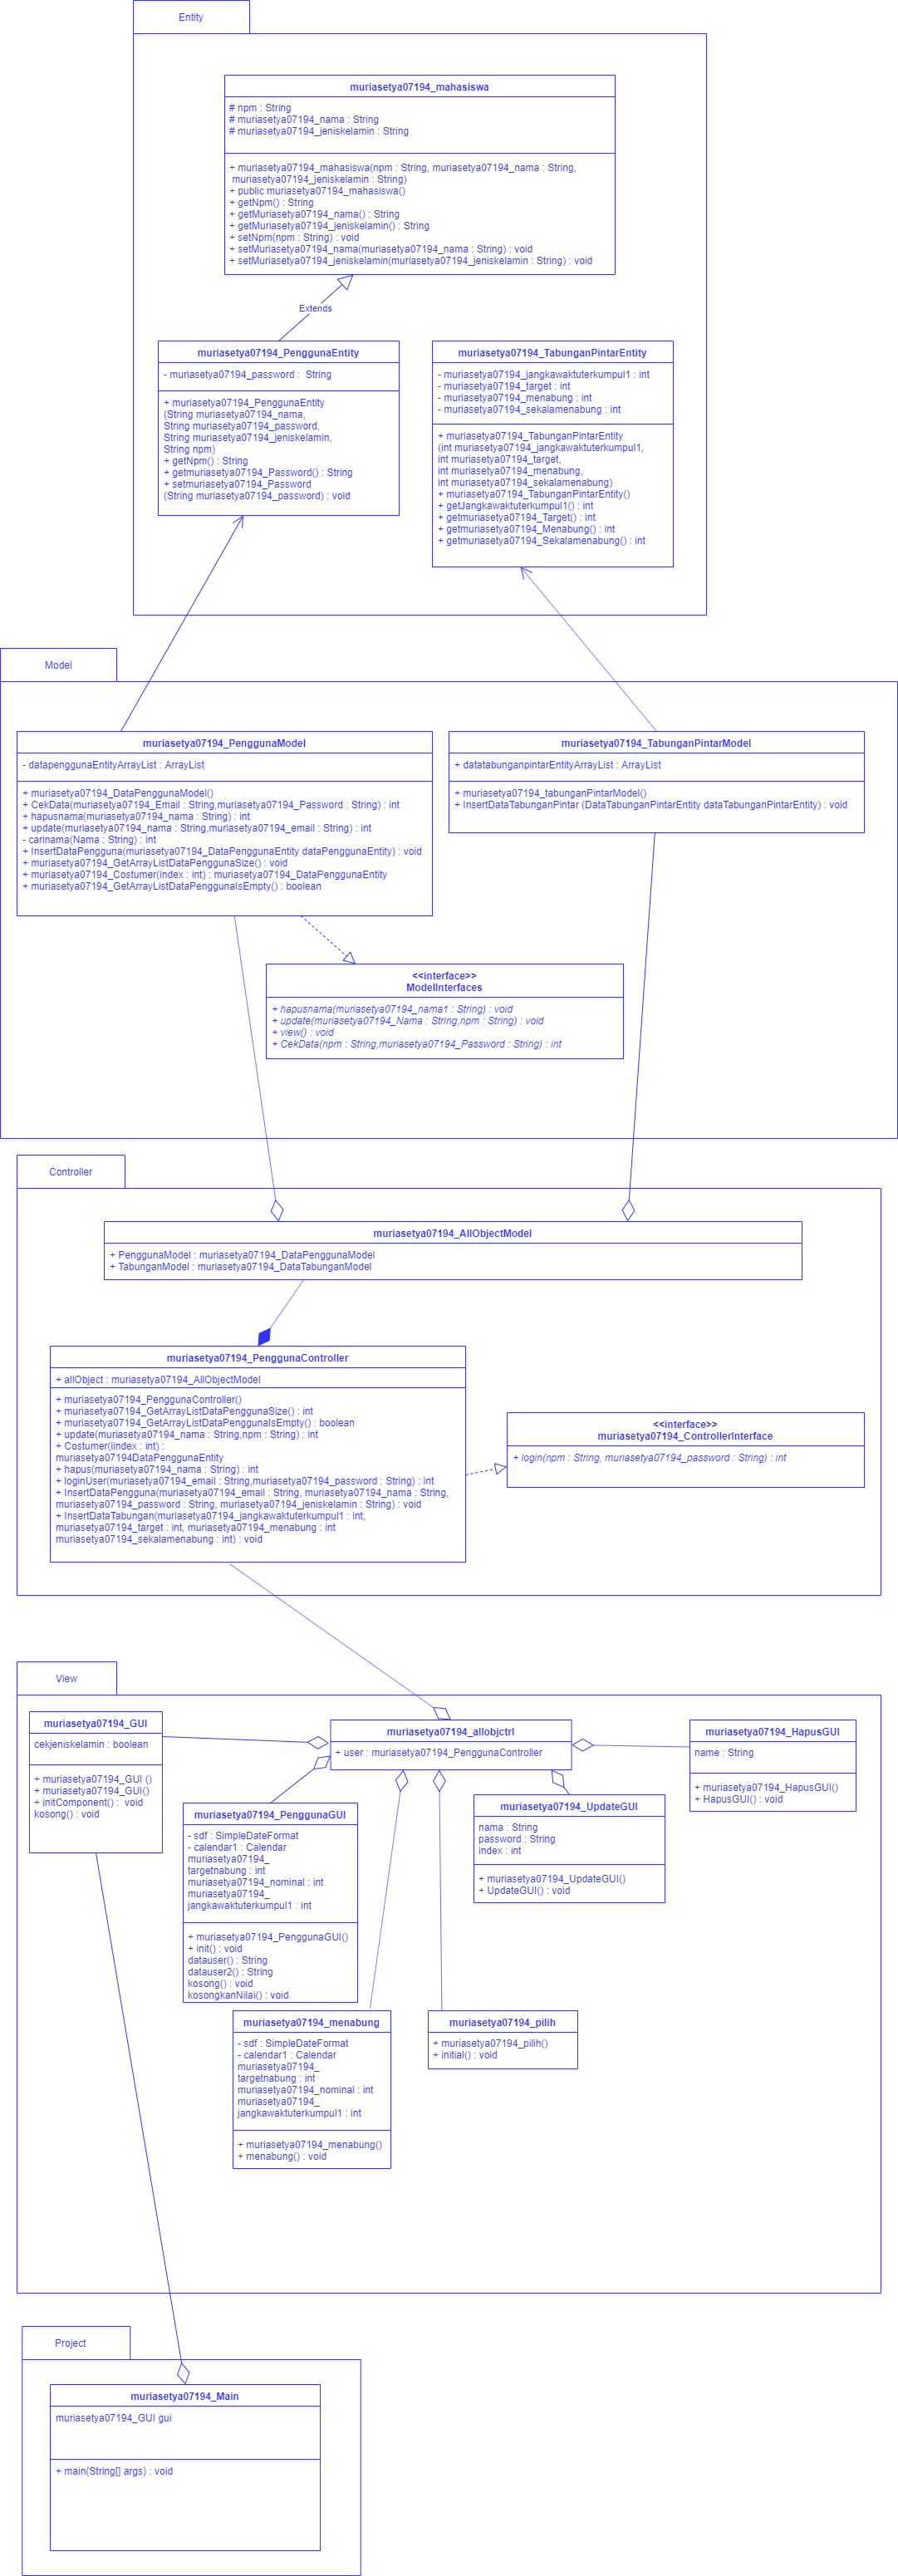 Entity
muriasetya07194_mahasiswa
# npm : String
# muriasetya07194_nama : String
# muriasetya07194_jeniskelamin : String
+ muriasetya07194_mahasiswa(npm : String, muriasetya07194_nama : String,
muriasetya07194_jeniskelamin : String)
+ public muriasetya07194_mahasiswa()
+ getNpm() : String
+ getMuriasetya07194_nama() : String
+ getMuriasetya07194_jeniskelamin() : String
+ setNpm(npm : String) : void
+ setMuriasetya07194_nama(muriasetya07194_nama : String) : void
+ setMuriasetya07194_jeniskelamin(muriasetya07194_jeniskelamin : String) : void
Extends
muriasetya07194_PenggunaEntity
- muriasetya07194_password :  String
+ muriasetya07194_PenggunaEntity
(String muriasetya07194_nama,
String muriasetya07194_password,
String muriasetya07194_jeniskelamin,
String npm)
+ getNpm() : String
+ getmuriasetya07194_Password() : String
+ setmuriasetya07194_Password
(String muriasetya07194_password) : void
muriasetya07194_TabunganPintarEntity
- muriasetya07194_jangkawaktuterkumpul1 : int
- muriasetya07194_target : int
- muriasetya07194_menabung : int
- muriasetya07194_sekalamenabung : int
+ muriasetya07194_TabunganPintarEntity
(int muriasetya07194_jangkawaktuterkumpul1,
int muriasetya07194_target,
int muriasetya07194_menabung,
int muriasetya07194_sekalamenabung)
+ muriasetya07194_TabunganPintarEntity()
+ getJangkawaktuterkumpul1() : int
+ getmuriasetya07194_Target() : int
+ getmuriasetya07194_Menabung() : int
+ getmuriasetya07194_Sekalamenabung() : int
Model
muriasetya07194_PenggunaModel
- datapenggunaEntityArrayList : ArrayList
+ muriasetya07194_DataPenggunaModel()
+ CekData(muriasetya07194_Email : String,muriasetya07194_Password : String) : int
+ hapusnama(muriasetya07194_nama : String) : int
+ update(muriasetya07194_nama : String,muriasetya07194_email : String) : int
- carinama(Nama : String) : int
+ InsertDataPengguna(muriasetya07194_DataPenggunaEntity dataPenggunaEntity) : void
+ muriasetya07194_GetArrayListDataPenggunaSize() : void
+ muriasetya07194_Costumer(index : int) : muriasetya07194_DataPenggunaEntity
+ muriasetya07194_GetArrayListDataPenggunaIsEmpty() : boolean
muriasetya07194_TabunganPintarModel
+ datatabunganpintarEntityArrayList : ArrayList
+ muriasetya07194_tabunganPintarModel()
+ InsertDataTabunganPintar (DataTabunganPintarEntity dataTabunganPintarEntity) : void
<<interface>>
ModelInterfaces
+ hapusnama(muriasetya07194_nama1 : String) : void
+ update(muriasetya07194_Nama : String,npm : String) : void
+ view() : void
+ CekData(npm : String,muriasetya07194_Password : String) : int
Controller
muriasetya07194_AllObjectModel
+ PenggunaModel : muriasetya07194_DataPenggunaModel
+ TabunganModel : muriasetya07194_DataTabunganModel
muriasetya07194_PenggunaController
+ allObject : muriasetya07194_AllObjectModel
+ muriasetya07194_PenggunaController()
+ muriasetya07194_GetArrayListDataPenggunaSize() : int
+ muriasetya07194_GetArrayListDataPenggunaIsEmpty() : boolean
+ update(muriasetya07194_nama : String,npm : String) : int
+ Costumer(iindex : int) :
muriasetya07194DataPenggunaEntity
+ hapus(muriasetya07194_nama : String) : int
+ loginUser(muriasetya07194_email : String,muriasetya07194_password : String) : int
+ InsertDataPengguna(muriasetya07194_email : String, muriasetya07194_nama : String,
muriasetya07194_password : String, muriasetya07194_jeniskelamin : String) : void
+ InsertDataTabungan(muriasetya07194_jangkawaktuterkumpul1 : int,
muriasetya07194_target : int, muriasetya07194_menabung : int
muriasetya07194_sekalamenabung : int) : void
<<interface>>
muriasetya07194_ControllerInterface
+ login(npm : String, muriasetya07194_password : String) : int
View
muriasetya07194_GUI
cekjeniskelamin : boolean
+ muriasetya07194_GUI ()
+ muriasetya07194_GUI()
+ initComponent() :  void
kosong() : void
muriasetya07194_allobjctrl
+ user : muriasetya07194_PenggunaController
muriasetya07194_HapusGUI
name : String
+ muriasetya07194_HapusGUI()
+ HapusGUI() : void
muriasetya07194_PenggunaGUI
- sdf : SimpleDateFormat
- calendar1 : Calendar
muriasetya07194_
targetnabung : int
muriasetya07194_nominal : int
muriasetya07194_
jangkawaktuterkumpul1 : int
+ muriasetya07194_PenggunaGUI()
+ init() : void
datauser() : String
datauser2() : String
kosong() : void
kosongkanNilai() : void
muriasetya07194_UpdateGUI
nama : String
password : String
index : int
+ muriasetya07194_UpdateGUI()
+ UpdateGUI() : void
muriasetya07194_menabung
- sdf : SimpleDateFormat
- calendar1 : Calendar
muriasetya07194_
targetnabung : int
muriasetya07194_nominal : int
muriasetya07194_
jangkawaktuterkumpul1 : int
+ muriasetya07194_menabung()
+ menabung() : void
muriasetya07194_pilih
+ muriasetya07194_pilih()
+ initial() : void
Project
muriasetya07194_Main
muriasetya07194_GUI gui
+ main(String[] args) : void